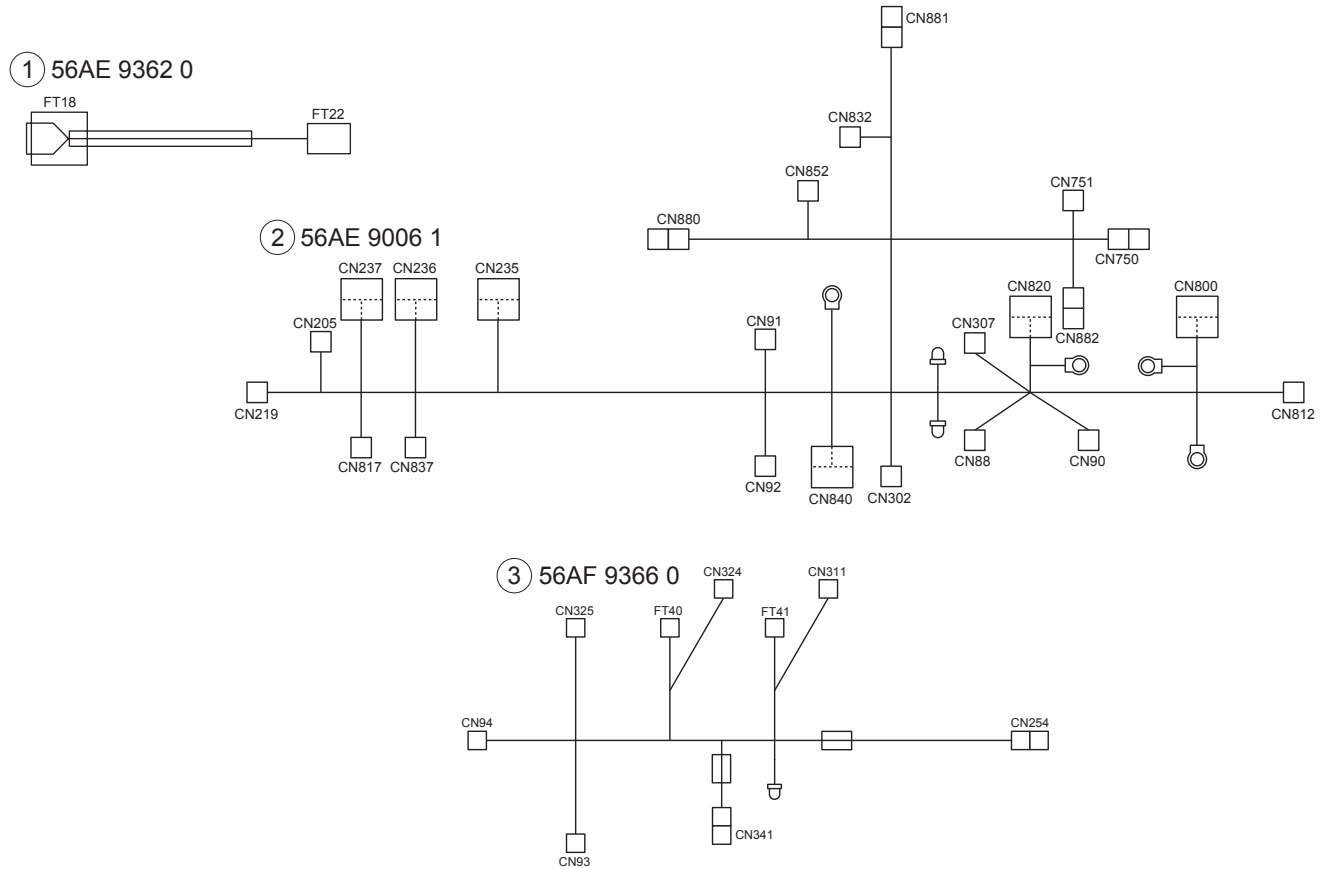 CN881
① 56AE 9362 0
FT18
FT22
CN832
CN852
CN751
CN880
CN750
② 56AE 9006 1
CN237
CN236
CN235
CN820
CN800
CN205
CN91
CN307
CN882
CN219
CN812
CN817
CN837
CN92
CN840
CN302
CN88
CN90
③ 56AF 9366 0
CN324
CN311
CN325
FT40
FT41
CN94
CN254
CN341
CN93